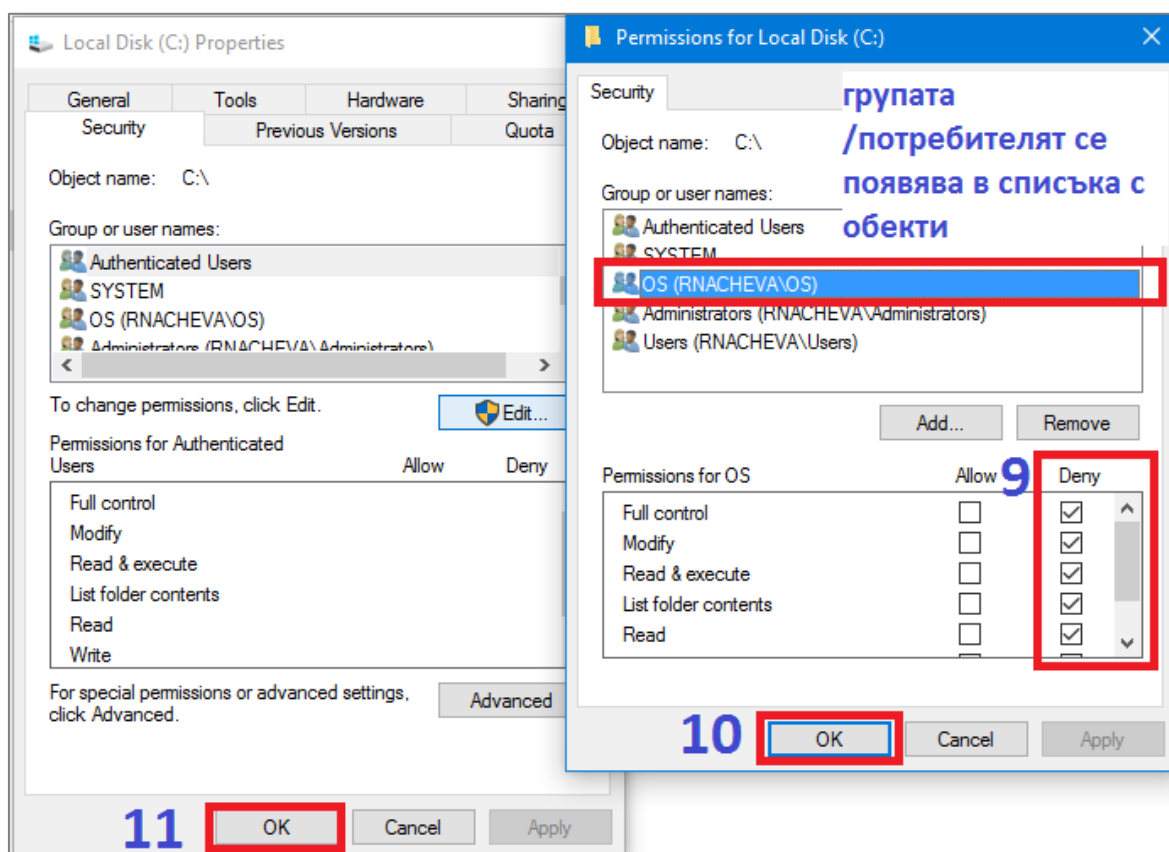 Local Disk (C:) Properties
General Tools Hardware Sharing
Security Previous Versions Quota
Object name: C:\
Group or user names:
Authenticated Users
SYSTEM
OS (RNACHEVA\OS)
Administrators (RNACHEVA\Administrators)
To change permissions, click Edit.
Edit...
Permissions for Authenticated
Users Allow Deny
Full control
Modify
Read & execute
List folder contents
Read
Write
For special permissions or advanced settings,
click Advanced.
Advanced
11 OK Cancel Apply
Permissions for Local Disk (C:)
Security
Object name: C:\
групата
/потребителят се
появява в списъка с
обекти
Group or user names:
Authenticated Users
SYSTEM
OS (RNACHEVA\OS)
Administrators (RNACHEVA\Administrators)
Users (RNACHEVA\Users)
Add... Remove
Permissions for OS Allow 9 Deny
Full control
Modify
Read & execute
List folder contents
Read
10 OK Cancel Apply